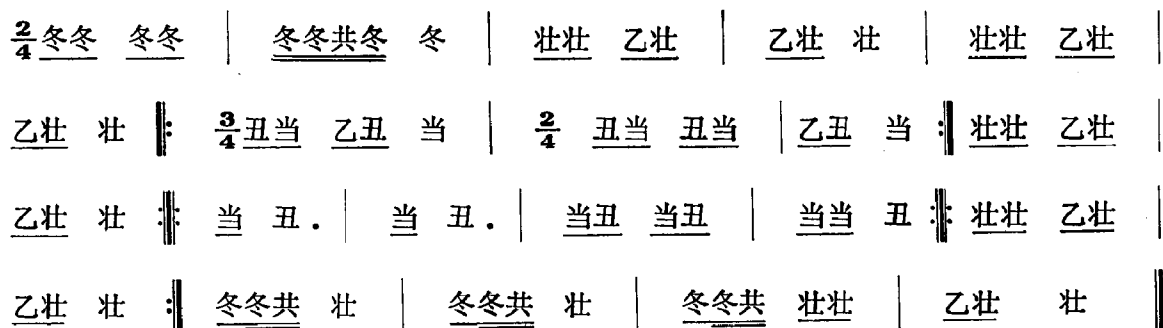 2/4 冬冬 冬冬 | 冬冬共冬 冬 | 壮壮 乙壮 | 乙壮 壮 | 壮壮 乙壮 |
乙壮 壮 ‖: 3/4 丑当 乙丑 当 | 2/4 丑当 丑当 | 乙丑 当 :‖ 壮壮 乙壮 |
乙壮 壮 :‖: 当 丑. | 当 丑. | 当丑 当丑 | 当当 丑 :‖: 壮壮 乙壮 |
乙壮 壮 :‖ 冬冬共 壮 | 冬冬共 壮 | 冬冬共 壮壮 | 乙壮 壮 ‖